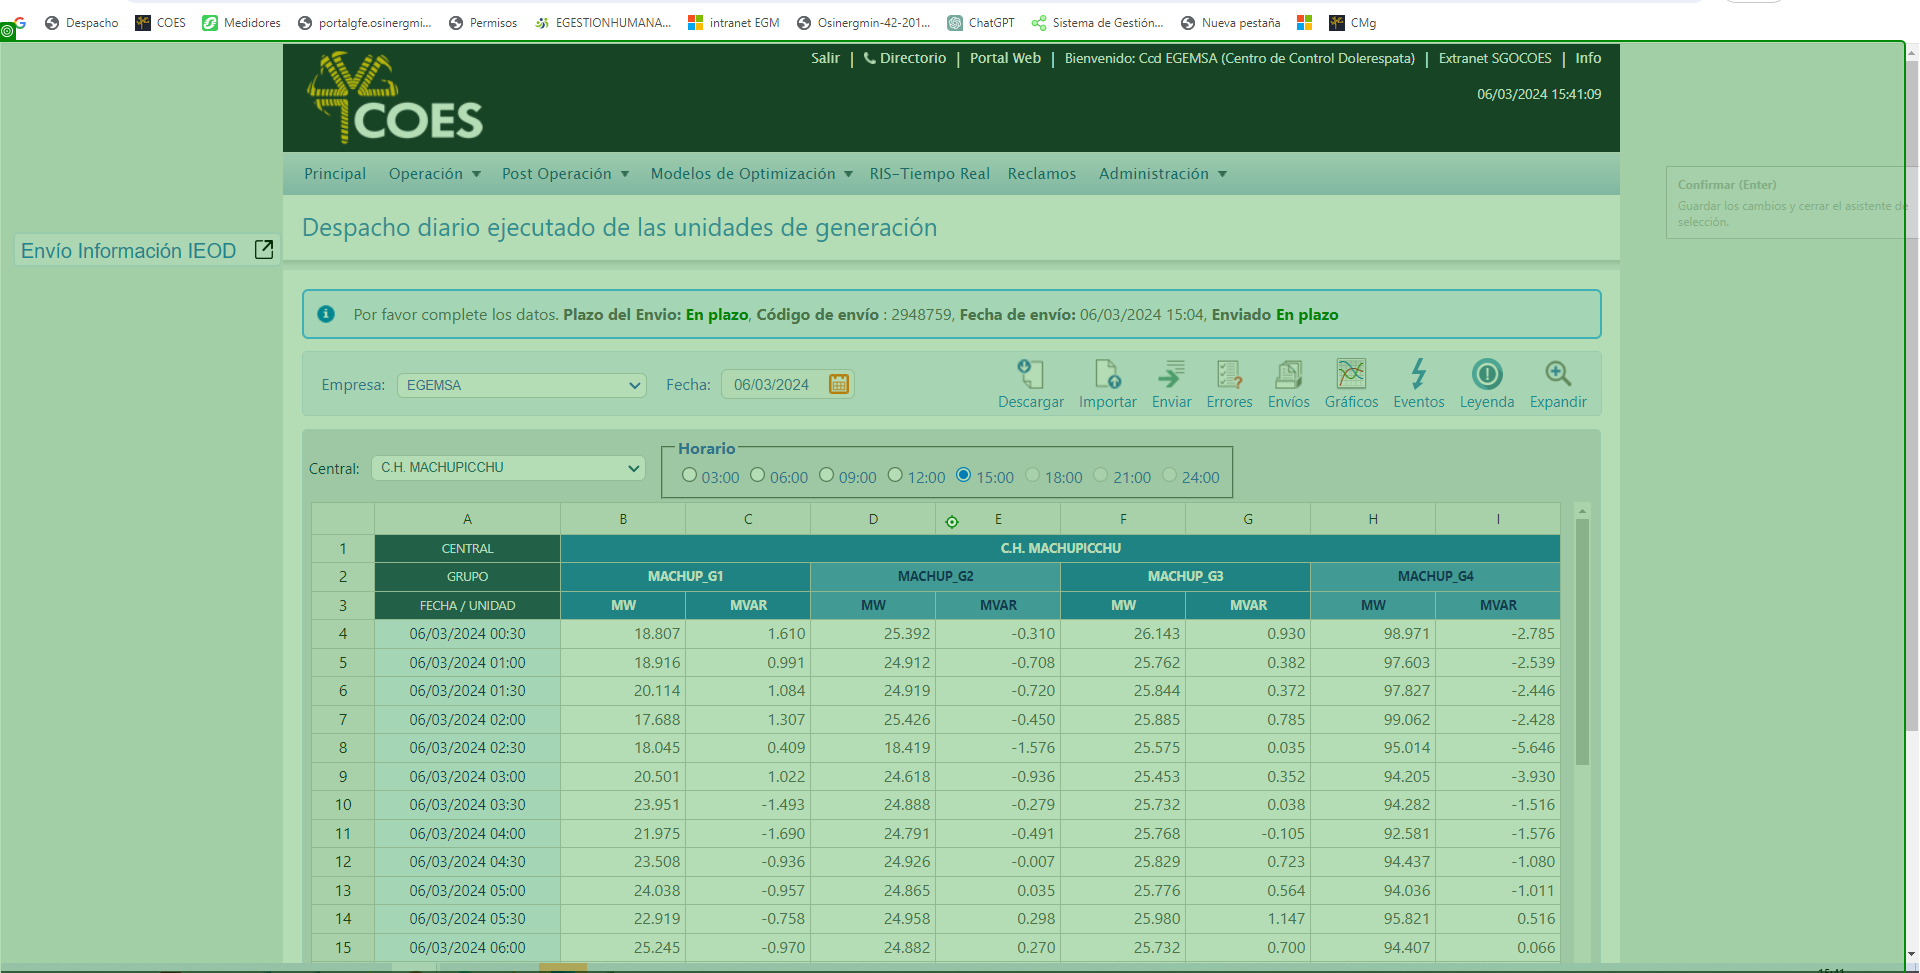 Despacho COES Medidores portalgfe.osinergmi... Permisos EGESTIONHUMANA... intranet EGM Osinergmin-42-201... ChatGPT Sistema de Gestión... Nueva pestaña CMg
Salir | Directorio | Portal Web | Bienvenido: Ccd EGEMSA (Centro de Control Dolerespata) | Extranet SGOCOES | Info
06/03/2024 15:41:09
COES
Principal Operación Post Operación Modelos de Optimización RIS-Tiempo Real Reclamos Administración
Confirmar (Enter)
Guardar los cambios y cerrar el asistente de
selección.
Despacho diario ejecutado de las unidades de generación
Envío Información IEOD
Por favor complete los datos. Plazo del Envio: En plazo, Código de envío : 2948759, Fecha de envío: 06/03/2024 15:04, Enviado En plazo
Empresa: EGEMSA Fecha: 06/03/2024
Descargar Importar Enviar Errores Envíos Gráficos Eventos Leyenda Expandir
Central: C.H. MACHUPICCHU
Horario
03:00 06:00 09:00 12:00 15:00 18:00 21:00 24:00
A B C D E F G H I
1 CENTRAL C.H. MACHUPICCHU
2 GRUPO MACHUP_G1 MACHUP_G2 MACHUP_G3 MACHUP_G4
3 FECHA / UNIDAD MW MVAR MW MVAR MW MVAR MW MVAR
4 06/03/2024 00:30 18.807 1.610 25.392 -0.310 26.143 0.930 98.971 -2.785
5 06/03/2024 01:00 18.916 0.991 24.912 -0.708 25.762 0.382 97.603 -2.539
6 06/03/2024 01:30 20.114 1.084 24.919 -0.720 25.844 0.372 97.827 -2.446
7 06/03/2024 02:00 17.688 1.307 25.426 -0.450 25.885 0.785 99.062 -2.428
8 06/03/2024 02:30 18.045 0.409 18.419 -1.576 25.575 0.035 95.014 -5.646
9 06/03/2024 03:00 20.501 1.022 24.618 -0.936 25.453 0.352 94.205 -3.930
10 06/03/2024 03:30 23.951 -1.493 24.888 -0.279 25.732 0.038 94.282 -1.516
11 06/03/2024 04:00 21.975 -1.690 24.791 -0.491 25.768 -0.105 92.581 -1.576
12 06/03/2024 04:30 23.508 -0.936 24.926 -0.007 25.829 0.723 94.437 -1.080
13 06/03/2024 05:00 24.038 -0.957 24.865 0.035 25.776 0.564 94.036 -1.011
14 06/03/2024 05:30 22.919 -0.758 24.958 0.298 25.980 1.147 95.821 0.516
15 06/03/2024 06:00 25.245 -0.970 24.882 0.270 25.732 0.700 94.407 0.066